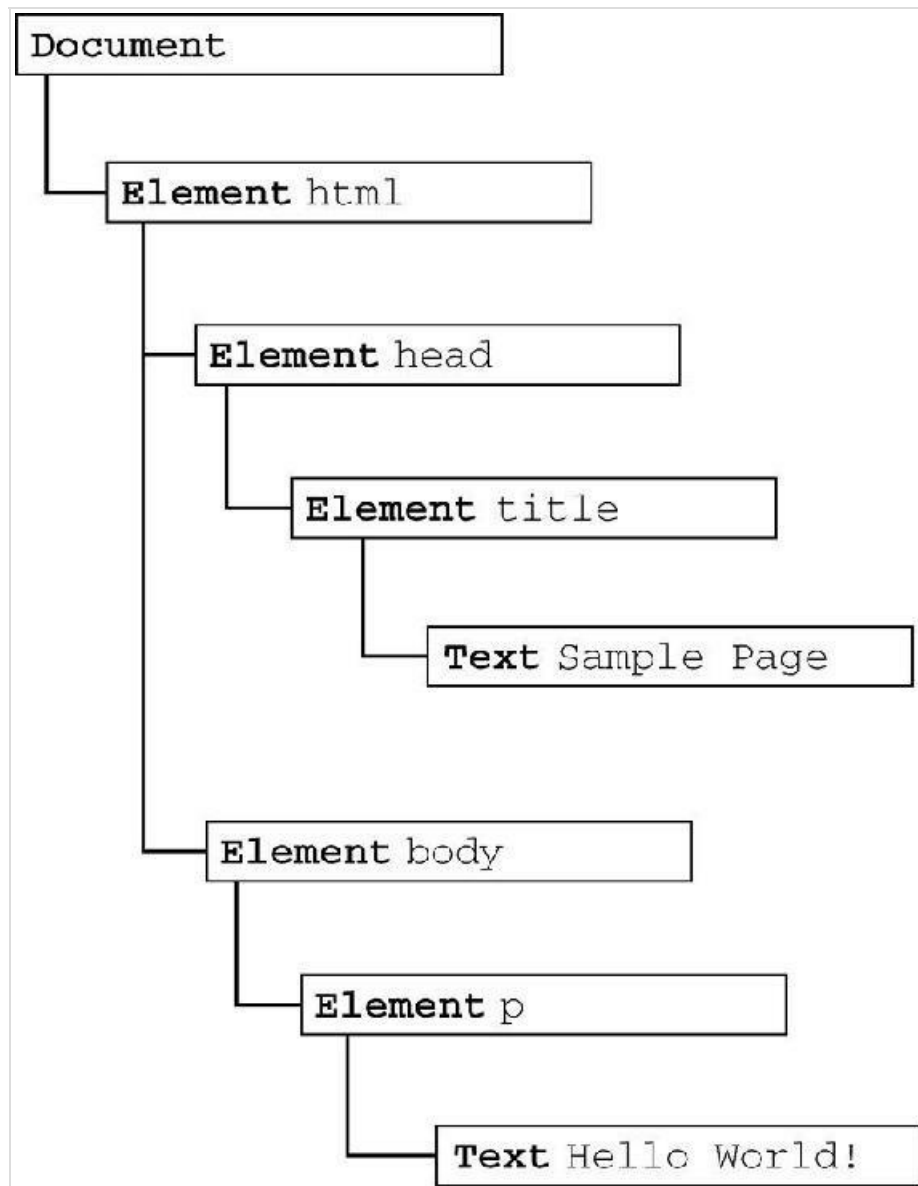 Document
Element html
Element head
Element title
Text Sample Page
Element body
Element p
Text Hello World!